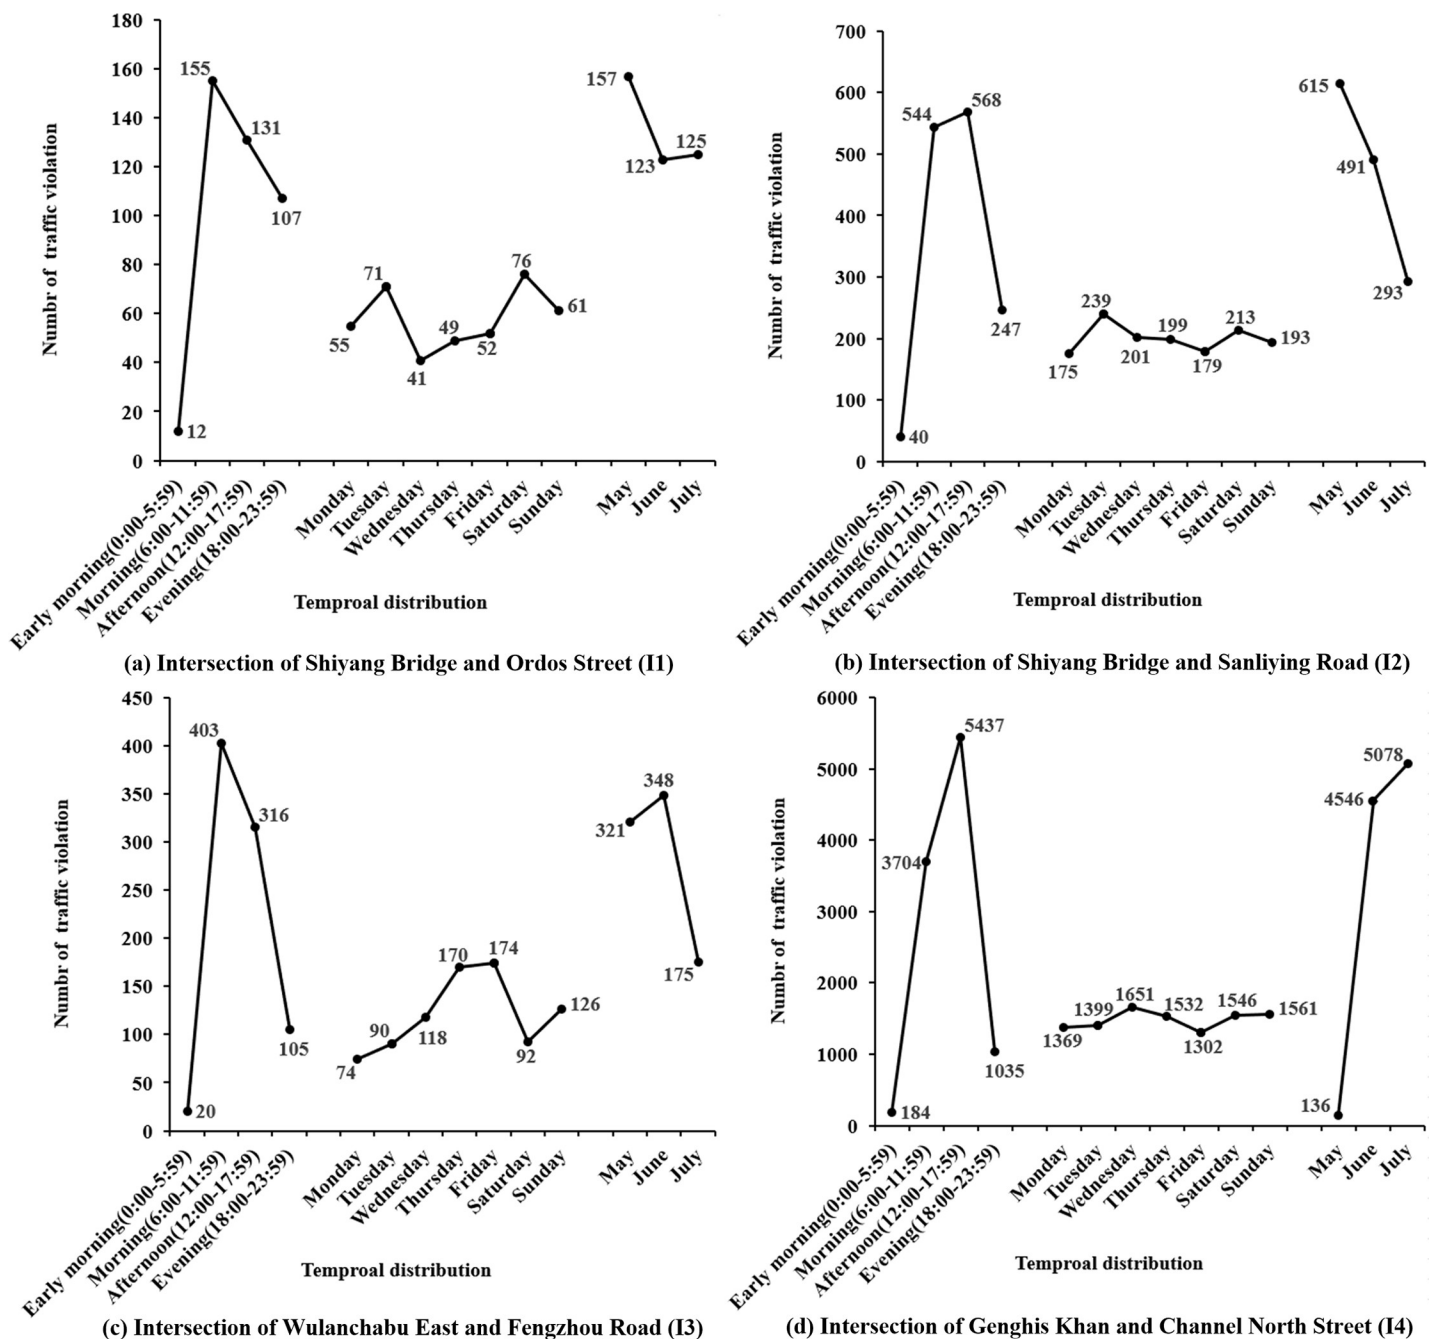 180
160
140
120
100
80
60
40
20
0
Numbr of traffic violation
155
131
107
12
55
71
41
49
52
76
61
157
123
125
Early morning(0:00-5:59)
Morning(6:00-11:59)
Afternoon(12:00-17:59)
Evening(18:00-23:59)
Monday
Tuesday
Wednesday
Thursday
Friday
Saturday
Sunday
May
June
July
Temproal distribution
(a) Intersection of Shiyang Bridge and Ordos Street (I1)
700
600
500
400
300
200
100
0
Numbr of traffic violation
544
568
247
40
175
239
201
199
179
213
193
615
491
293
Early morning(0:00-5:59)
Morning(6:00-11:59)
Afternoon(12:00-17:59)
Evening(18:00-23:59)
Monday
Tuesday
Wednesday
Thursday
Friday
Saturday
Sunday
May
June
July
Temproal distribution
(b) Intersection of Shiyang Bridge and Sanliying Road (I2)
450
400
350
300
250
200
150
100
50
0
Numbr of traffic violation
403
316
105
20
74
90
118
170
174
92
126
321
348
175
Early morning(0:00-5:59)
Morning(6:00-11:59)
Afternoon(12:00-17:59)
Evening(18:00-23:59)
Monday
Tuesday
Wednesday
Thursday
Friday
Saturday
Sunday
May
June
July
Temproal distribution
(c) Intersection of Wulanchabu East and Fengzhou Road (I3)
6000
5000
4000
3000
2000
1000
0
Numbr of traffic violation
3704
5437
1035
184
1369
1399
1651
1532
1302
1546
1561
136
4546
5078
Early morning(0:00-5:59)
Morning(6:00-11:59)
Afternoon(12:00-17:59)
Evening(18:00-23:59)
Monday
Tuesday
Wednesday
Thursday
Friday
Saturday
Sunday
May
June
July
Temproal distribution
(d) Intersection of Genghis Khan and Channel North Street (I4)